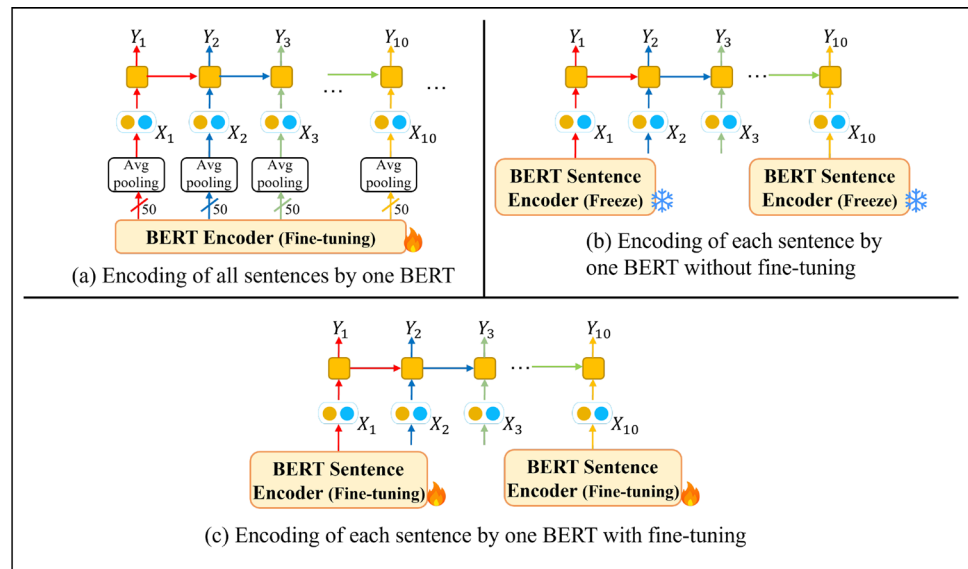 Y₁ Y₂ Y₃ Y₁₀
... ...
X₁ X₂ X₃ X₁₀
Avg pooling Avg pooling Avg pooling Avg pooling
50 50 50 50
BERT Encoder (Fine-tuning)
(a) Encoding of all sentences by one BERT
Y₁ Y₂ Y₃ Y₁₀
...
X₁ X₂ X₃ X₁₀
BERT Sentence
Encoder (Freeze)
BERT Sentence
Encoder (Freeze)
(b) Encoding of each sentence by
one BERT without fine-tuning
Y₁ Y₂ Y₃ Y₁₀
...
X₁ X₂ X₃ X₁₀
BERT Sentence
Encoder (Fine-tuning)
BERT Sentence
Encoder (Fine-tuning)
(c) Encoding of each sentence by one BERT with fine-tuning